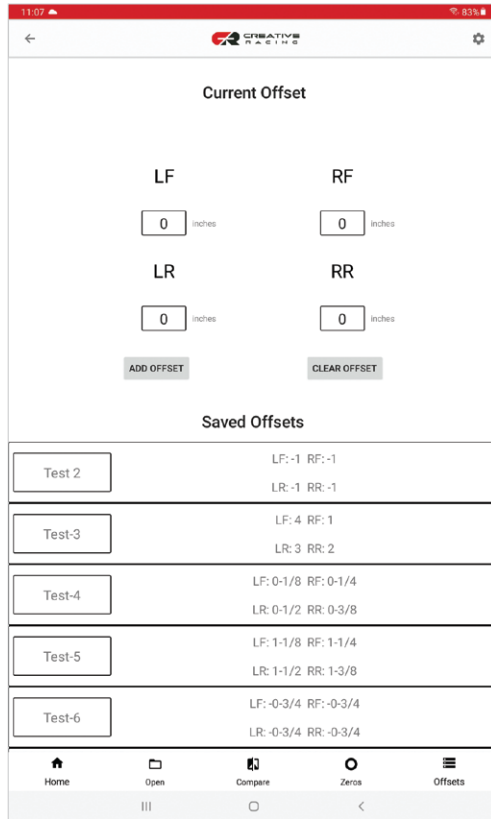 11:07 83%
CR CREATIVE
RACING
Current Offset
LF RF
0 inches 0 inches
LR RR
0 inches 0 inches
ADD OFFSET CLEAR OFFSET
Saved Offsets
Test 2
LF: -1 RF: -1
LR: -1 RR: -1
Test-3
LF: 4 RF: 1
LR: 3 RR: 2
Test-4
LF: 0-1/8 RF: 0-1/4
LR: 0-1/2 RR: 0-3/8
Test-5
LF: 1-1/8 RF: 1-1/4
LR: 1-1/2 RR: 1-3/8
Test-6
LF: -0-3/4 RF: -0-3/4
LR: -0-3/4 RR: -0-3/4
Home Open Compare Zeros Offsets